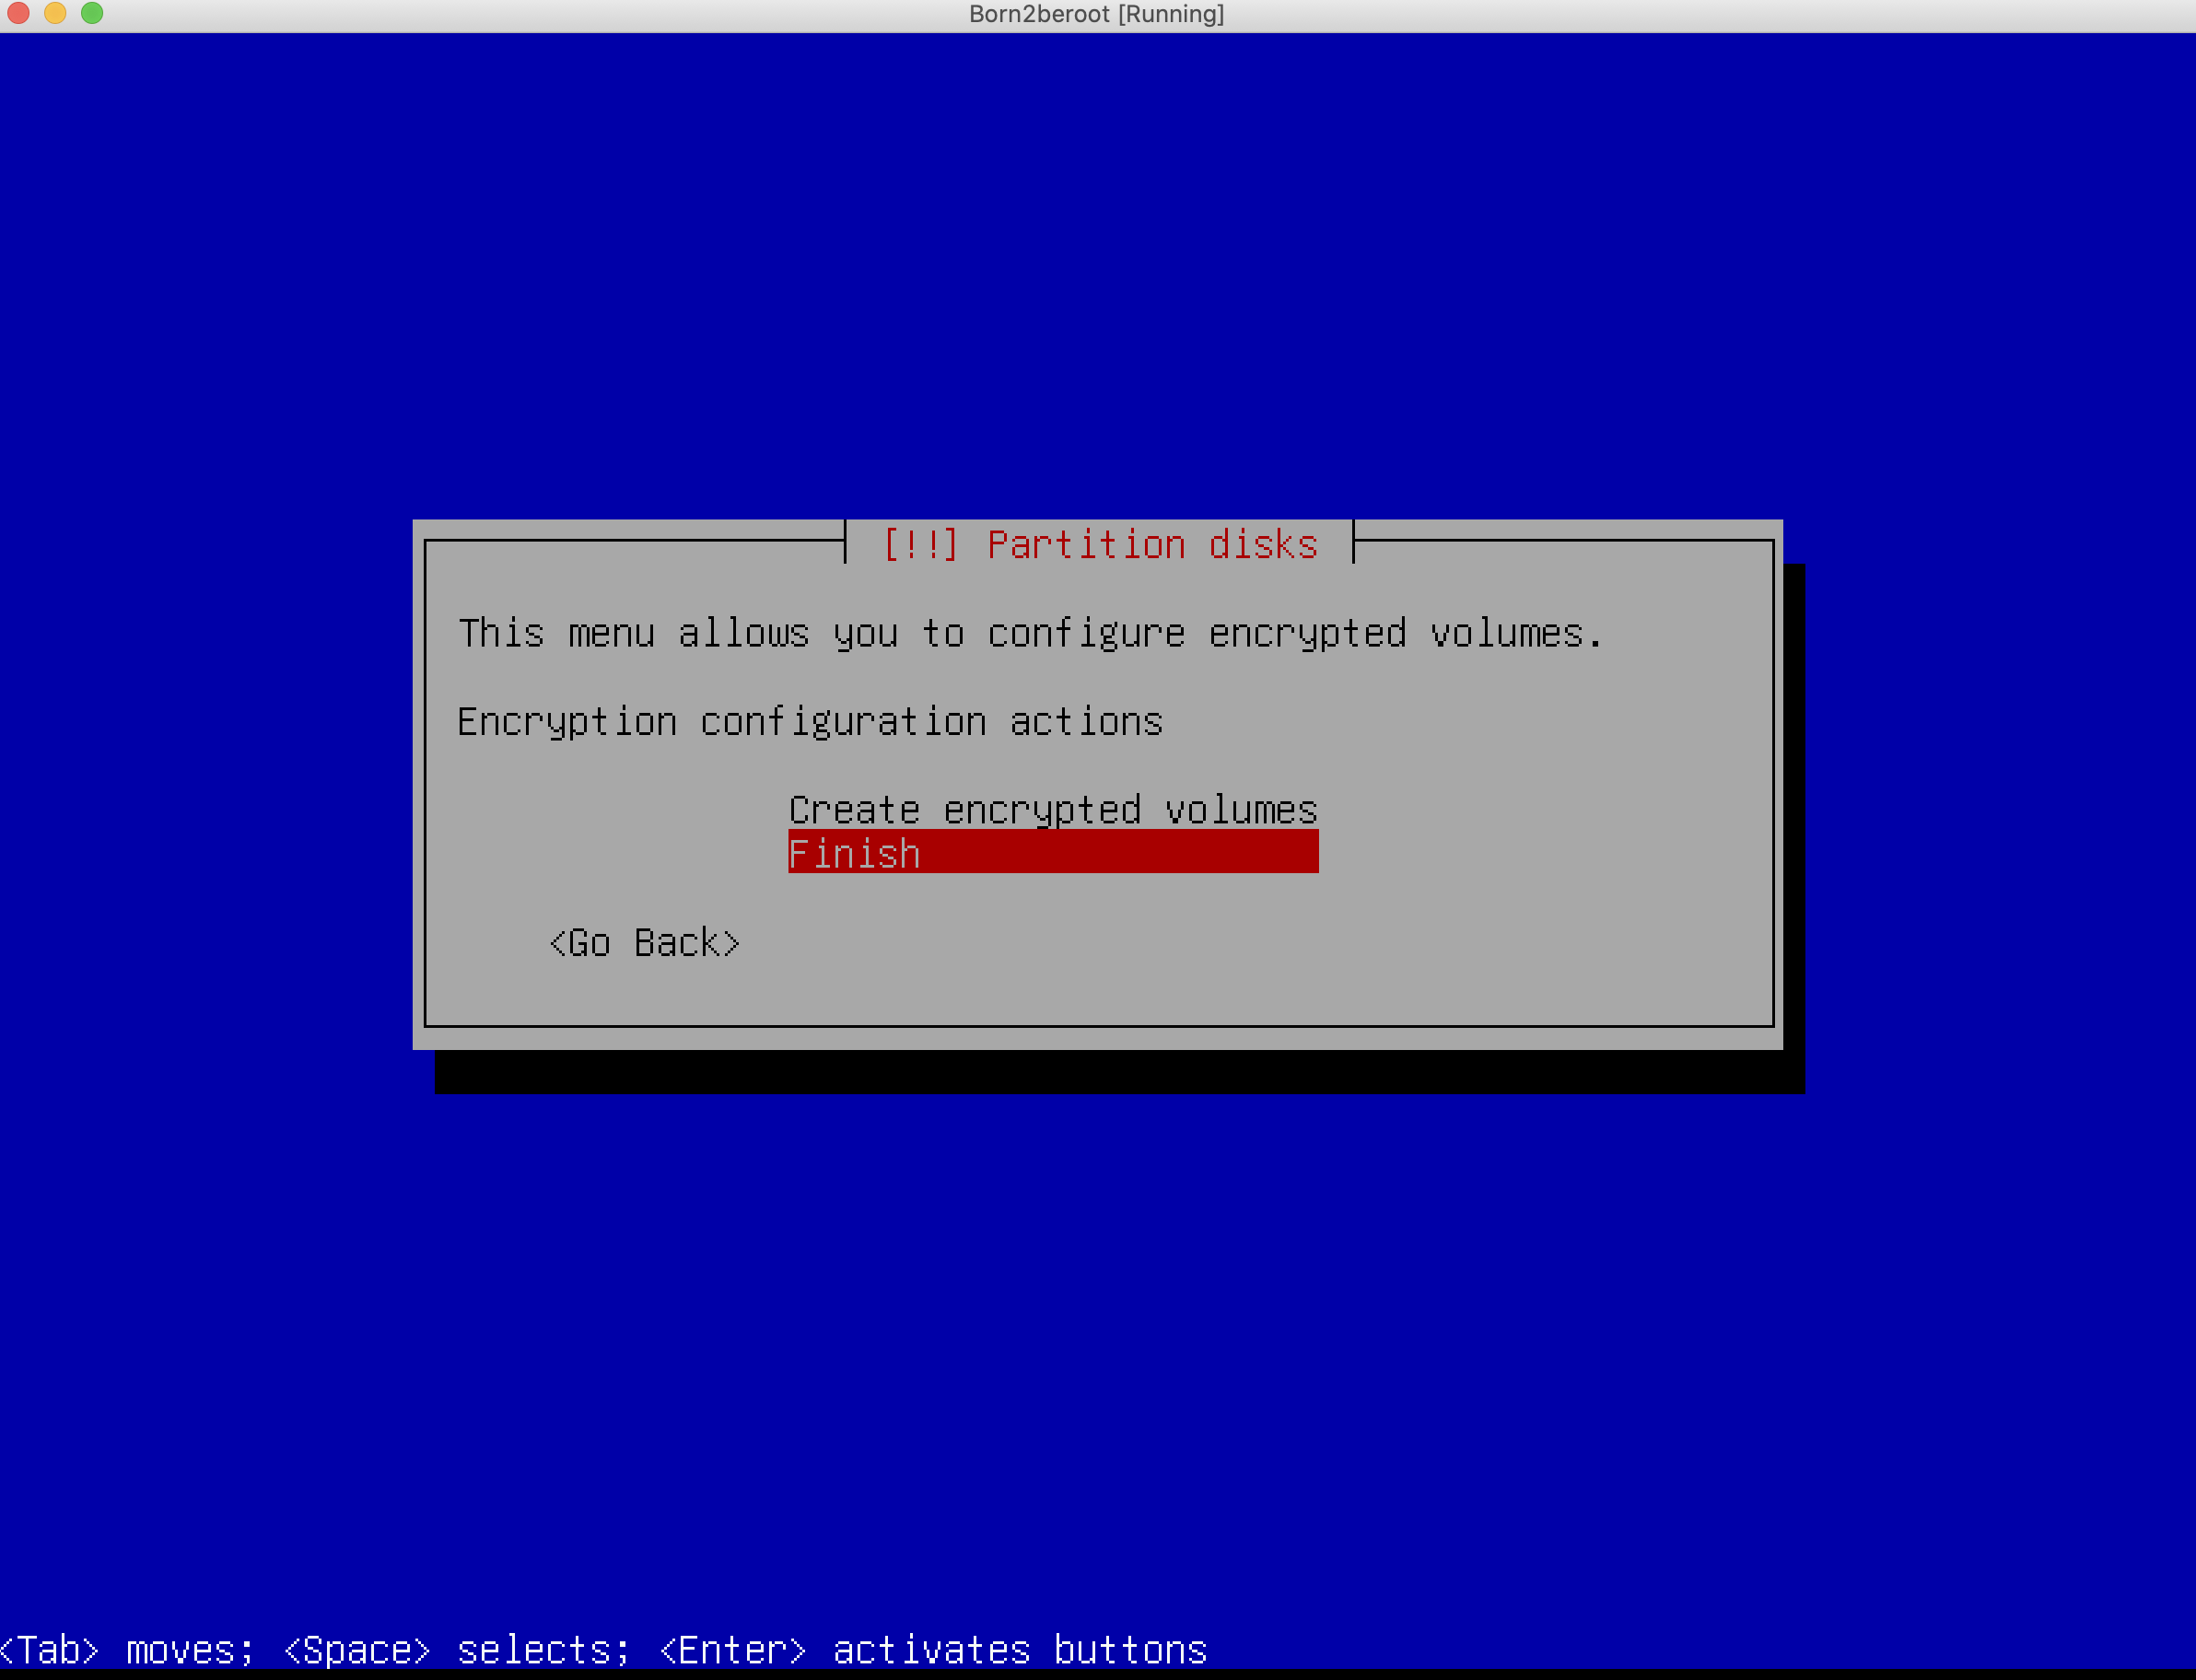 Born2beroot [Running]
[!!] Partition disks
This menu allows you to configure encrypted volumes.
Encryption configuration actions
Create encrypted volumes
Finish
<Go Back>
<Tab> moves; <Space> selects; <Enter> activates buttons